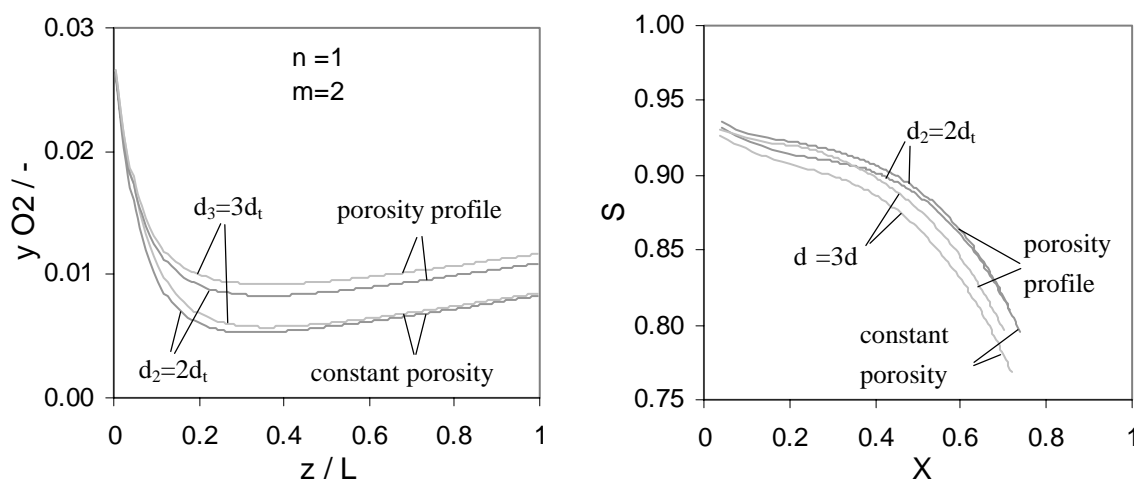 0.03
0.02
0.01
0.00
y O2 / -
n =1
m=2
d3=3dt
porosity profile
d2=2dt
constant porosity
0 0.2 0.4 0.6 0.8 1
z / L
1.00
0.95
0.90
0.85
0.80
0.75
S
d2=2dt
d =3d
porosity
profile
constant
porosity
0 0.2 0.4 0.6 0.8 1
X